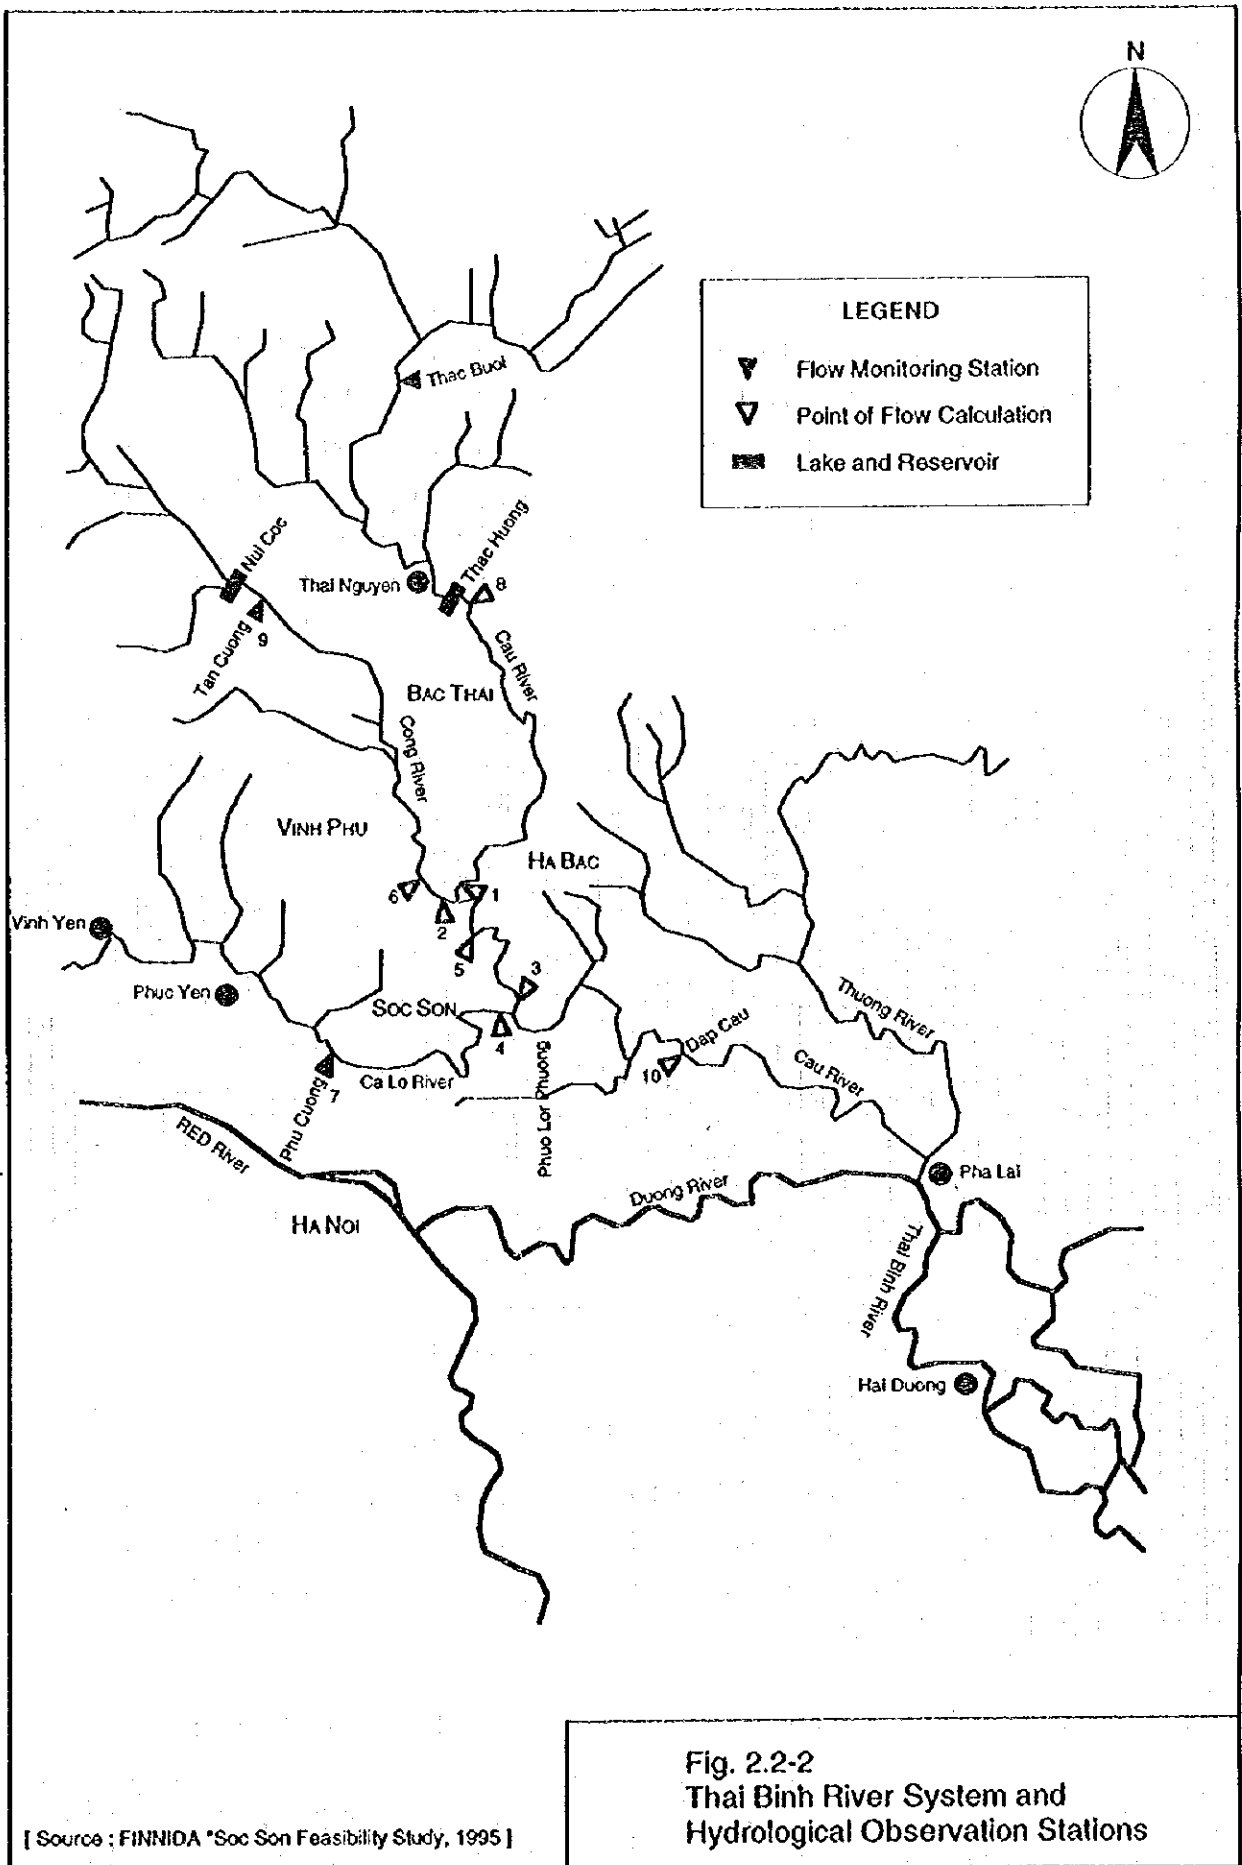 N
LEGEND
Flow Monitoring Station
Point of Flow Calculation
Lake and Reservoir
Thac Buoi
Nui Coc
Thai Nguyen
Thac Huong
8
Tan Cuong
9
Cau River
BAC THAI
Cong River
VINH PHU
HA BAC
6
1
2
5
3
Vinh Yen
Phuc Yen
SOC SON
4
Thuong River
Dap Cau
10
Cau River
Ca Lo River
7
Phu Cuong
Phuo Lor Phuong
RED River
HA NOI
Duong River
Pha Lai
Thai Binh River
Hai Duong
Fig. 2.2-2
Thai Binh River System and
Hydrological Observation Stations
[ Source ; FINNIDA "Soc Son Feasibility Study, 1995 ]